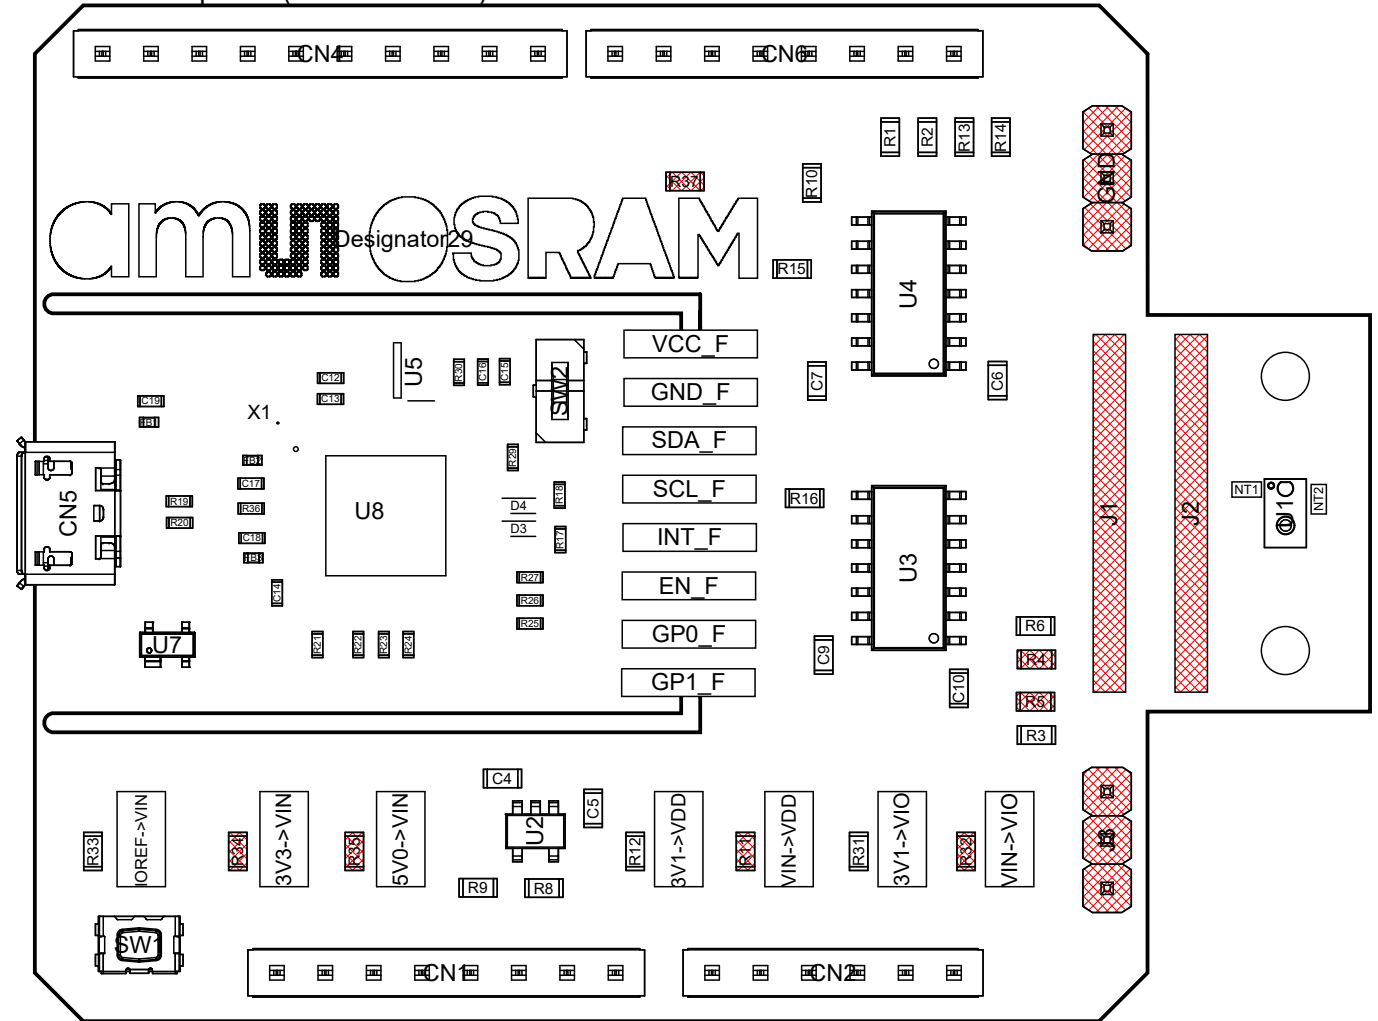 CN4
CN6
R1
R2
R13
R14
R37
R10
GND
am OSRAM
Designator29
R15
U4
VCC_F
C12
C13
U5
R30
C16
C15
SW2
C7
C6
GND_F
C19
FB1
X1
SDA_F
R29
C17
R36
C18
C14
CN5
R19
R20
U8
D4
D3
R18
R17
SCL_F
R16
INT_F
U3
J1
J2
NT1
J1
NT2
R27
R26
R25
EN_F
U7
R21
R22
R23
R24
GP0_F
C9
R6
R4
GP1_F
C10
R5
R3
C4
C5
U2
R33
IOREF->VIN
R34
3V3->VIN
R35
5V0->VIN
R12
3V1->VDD
R11
VIN->VDD
R31
3V1->VIO
R32
VIN->VIO
J3
R9
R8
SW1
CN1
CN2